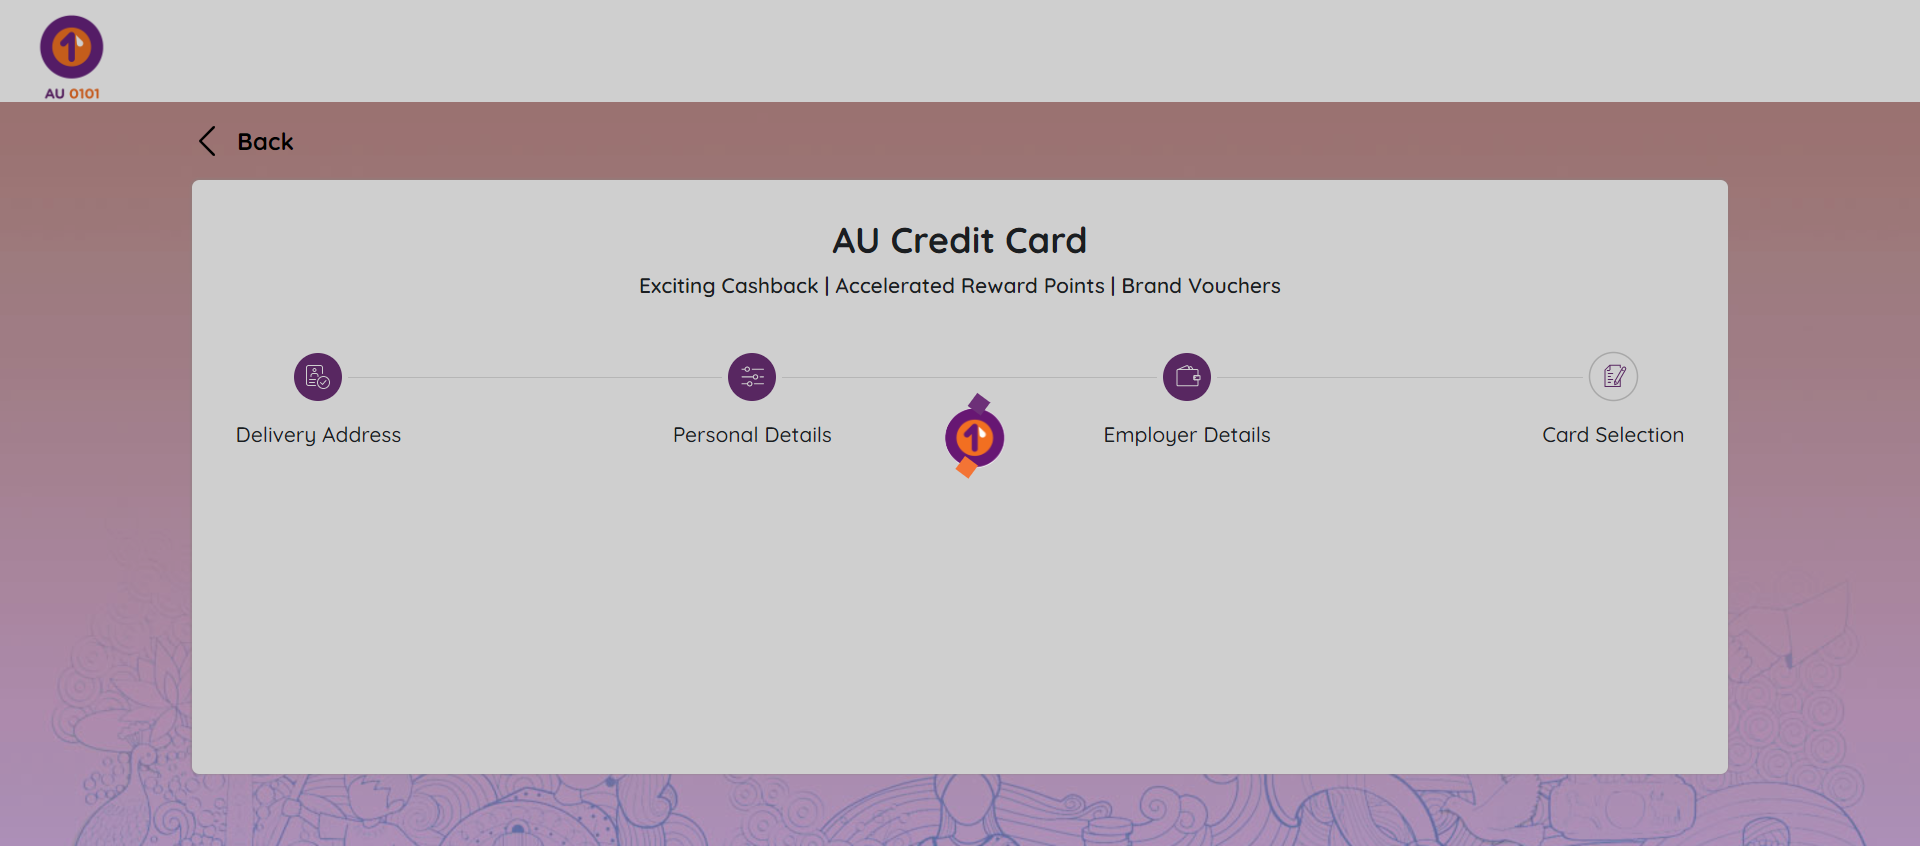 AU 0101
Back
AU Credit Card
Exciting Cashback | Accelerated Reward Points | Brand Vouchers
Delivery Address
Personal Details
Employer Details
Card Selection